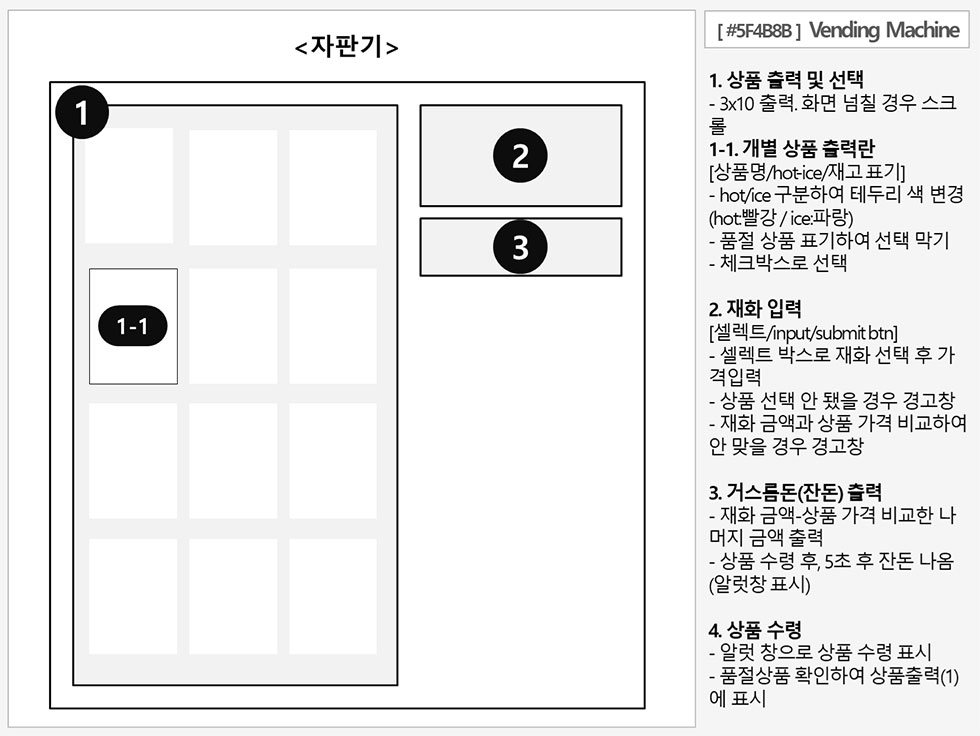 <자판기>
1
2
3
1-1
[ #5F4B8B ] Vending Machine
1. 상품 출력 및 선택
- 3x10 출력. 화면 넘칠 경우 스크
롤
1-1. 개별 상품 출력란
[상품명/hot-ice/재고 표기]
- hot/ice 구분하여 테두리 색 변경
(hot:빨강 / ice:파랑)
- 품절 상품 표기하여 선택 막기
- 체크박스로 선택
2. 재화 입력
[셀렉트/input/submit btn]
- 셀렉트 박스로 재화 선택 후 가
격입력
- 상품 선택 안 됐을 경우 경고창
- 재화 금액과 상품 가격 비교하여
안 맞을 경우 경고창
3. 거스름돈(잔돈) 출력
- 재화 금액-상품 가격 비교한 나
머지 금액 출력
- 상품 수령 후, 5초 후 잔돈 나옴
(알럿창 표시)
4. 상품 수령
- 알럿 창으로 상품 수령 표시
- 품절상품 확인하여 상품출력(1)
에 표시